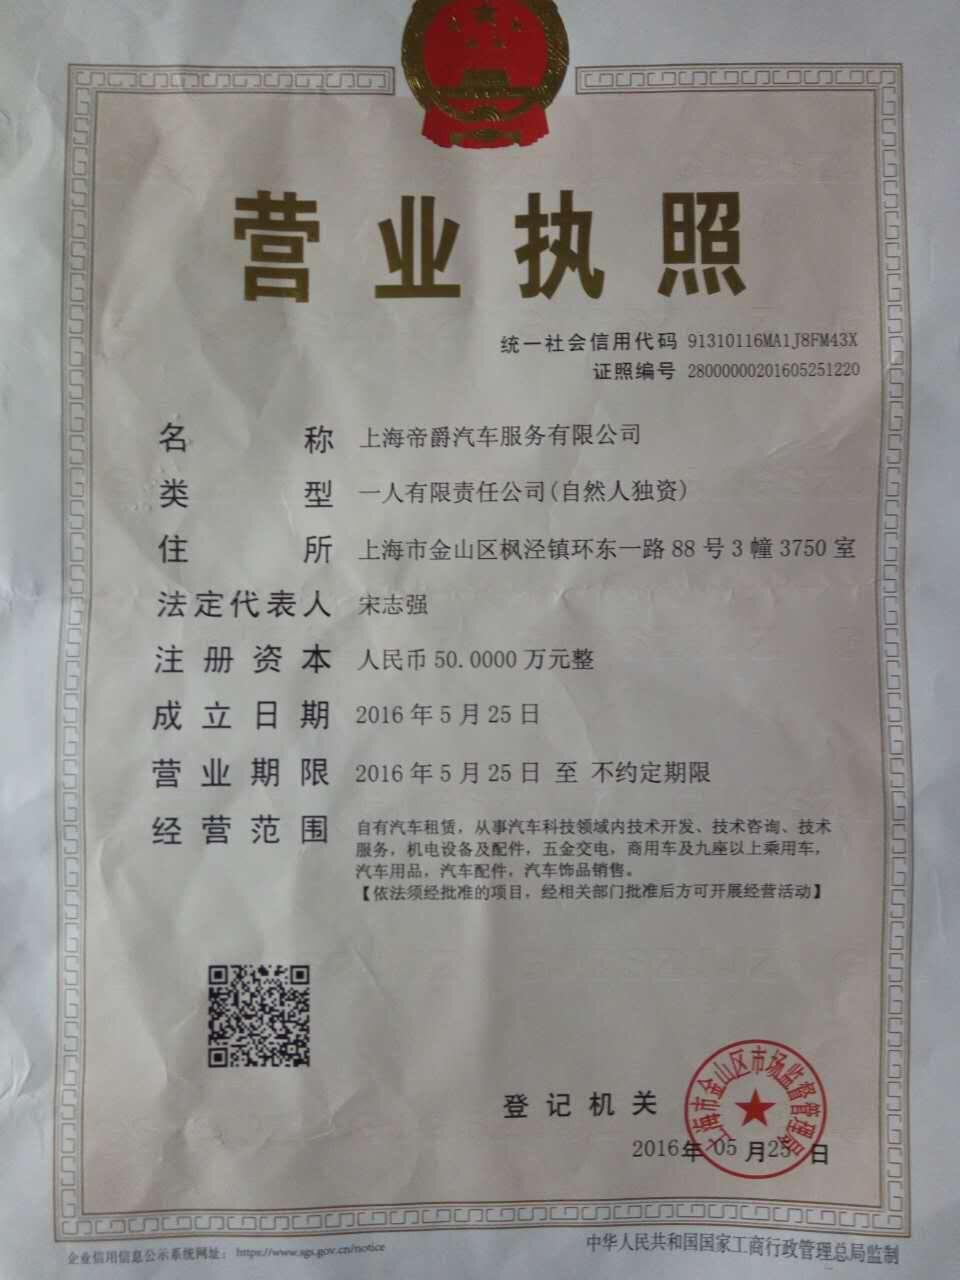 营业执照
统一社会信用代码 91310116MA1J8FM43X
证照编号 28000000201605251220
名称 上海帝爵汽车服务有限公司
类型 一人有限责任公司(自然人独资)
住所 上海市金山区枫泾镇环东一路88号3幢3750室
法定代表人 宋志强
注册资本 人民币50.0000万元整
成立日期 2016年5月25日
营业期限 2016年5月25日 至 不约定期限
经营范围 自有汽车租赁，从事汽车科技领域内技术开发、技术咨询、技术
服务，机电设备及配件，五金交电，商用车及九座以上乘用车，
汽车用品，汽车配件，汽车饰品销售。
【依法须经批准的项目，经相关部门批准后方可开展经营活动】
登记机关
上海市金山区市场监督管理局
2016年05月25日
企业信用信息公示系统网址： https://www.sgs.gov.cn/notice
中华人民共和国国家工商行政管理总局监制